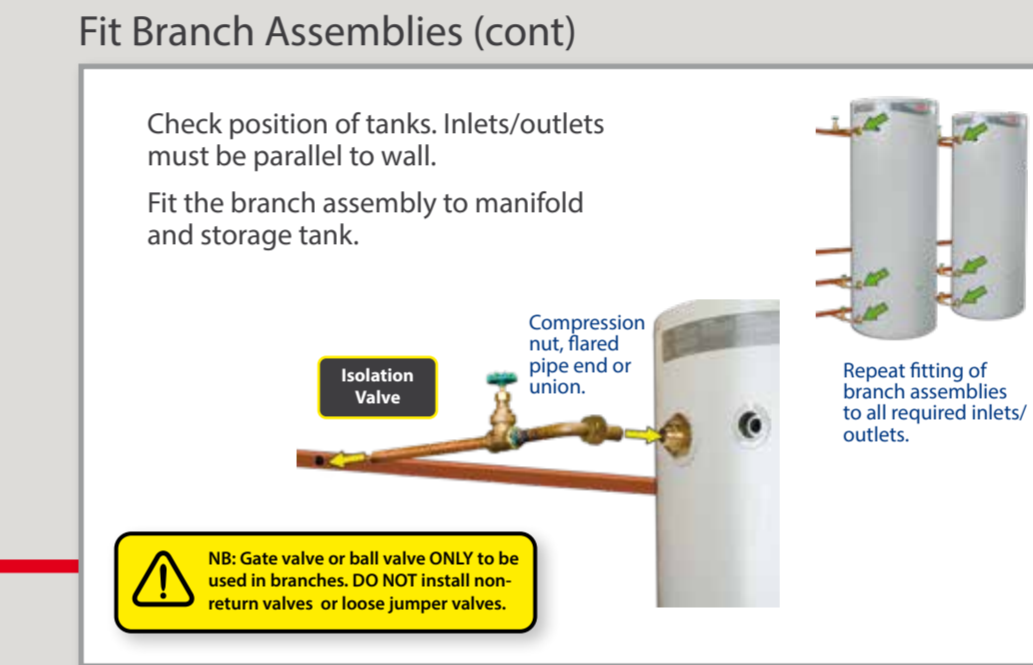 Fit Branch Assemblies (cont)
Check position of tanks. Inlets/outlets
must be parallel to wall.
Fit the branch assembly to manifold
and storage tank.
Isolation
Valve
Compression
nut, flared
pipe end or
union.
Repeat fitting of
branch assemblies
to all required inlets/
outlets.
NB: Gate valve or ball valve ONLY to be
used in branches. DO NOT install non-
return valves or loose jumper valves.